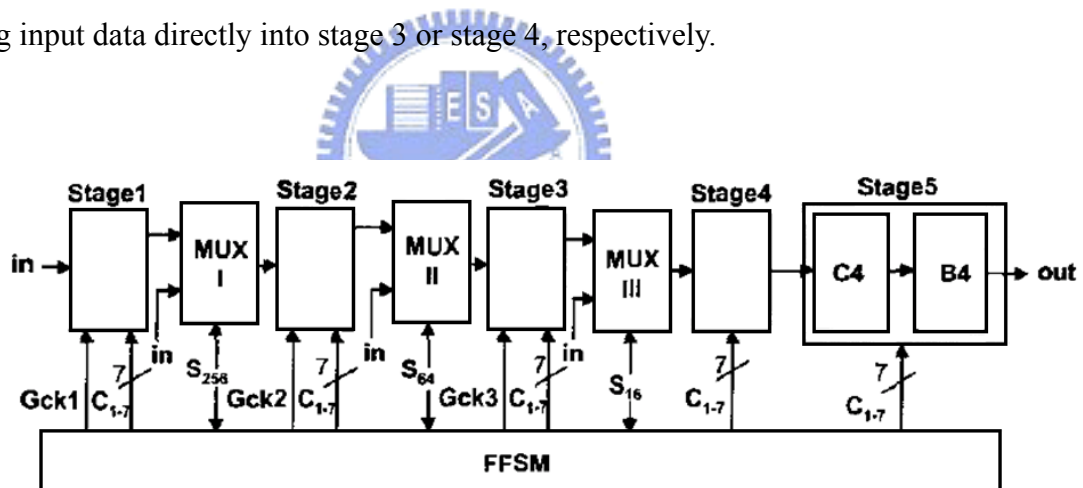 g input data directly into stage 3 or stage 4, respectively.
E S A
Stage1 Stage2 Stage3 Stage4 Stage5
in MUX I MUX II MUX III C4 B4 out
in in in
7 7 7 7 7
Gck1 C1-7 S256 Gck2 C1-7 S64 Gck3 C1-7 S16 C1-7 C1-7
FFSM